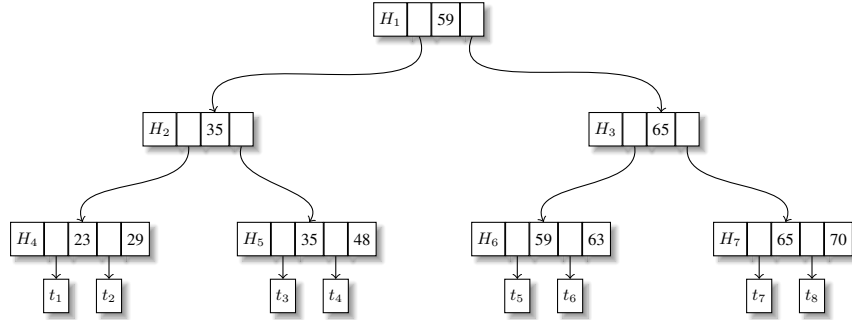 H₁ 59
H₂ 35 H₃ 65
H₄ 23 29 H₅ 35 48 H₆ 59 63 H₇ 65 70
t₁ t₂ t₃ t₄ t₅ t₆ t₇ t₈